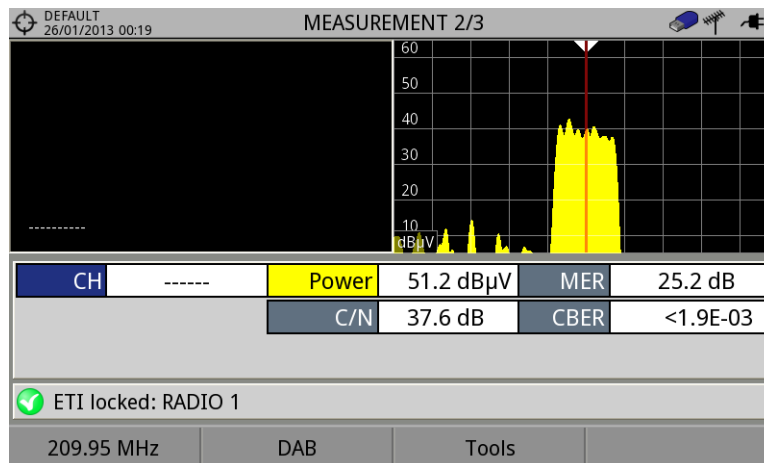 DEFAULT
26/01/2013 00:19
MEASUREMENT 2/3
60
50
40
30
20
10
dBµV
----------
CH ------ Power 51.2 dBµV MER 25.2 dB
C/N 37.6 dB CBER <1.9E-03
ETI locked: RADIO 1
209.95 MHz DAB Tools